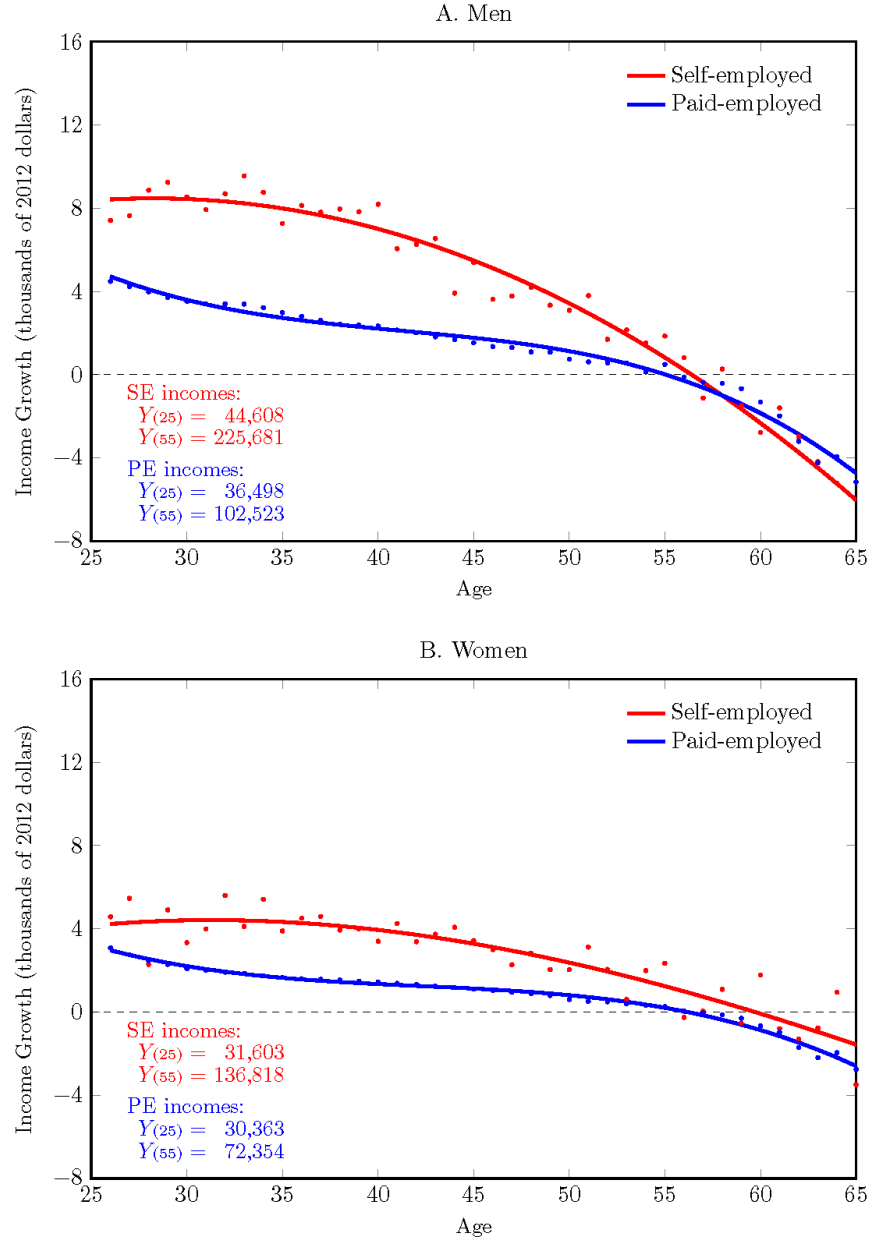 A. Men
Income Growth (thousands of 2012 dollars)
16
12
8
4
0
−4
−8
Self-employed
Paid-employed
SE incomes:
Y(25) = 44,608
Y(55) = 225,681
PE incomes:
Y(25) = 36,498
Y(55) = 102,523
25 30 35 40 45 50 55 60 65
Age
B. Women
Income Growth (thousands of 2012 dollars)
16
12
8
4
0
−4
−8
Self-employed
Paid-employed
SE incomes:
Y(25) = 31,603
Y(55) = 136,818
PE incomes:
Y(25) = 30,363
Y(55) = 72,354
25 30 35 40 45 50 55 60 65
Age